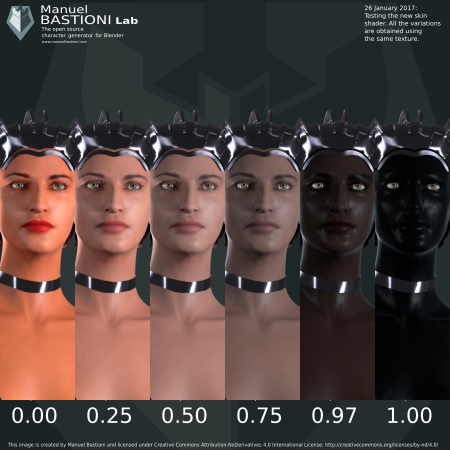 Manuel
BASTIONI Lab
The open source
character generator for Blender
www.manuelbastioni.com
26 January 2017:
Testing the new skin
shader. All the variations
are obtained using
the same texture.
0.00 0.25 0.50 0.75 0.97 1.00
This image is created by Manuel Bastioni and licensed under Creative Commons Attribution-NoDerivatives 4.0 International License: http://creativecommons.org/licenses/by-nd/4.0/